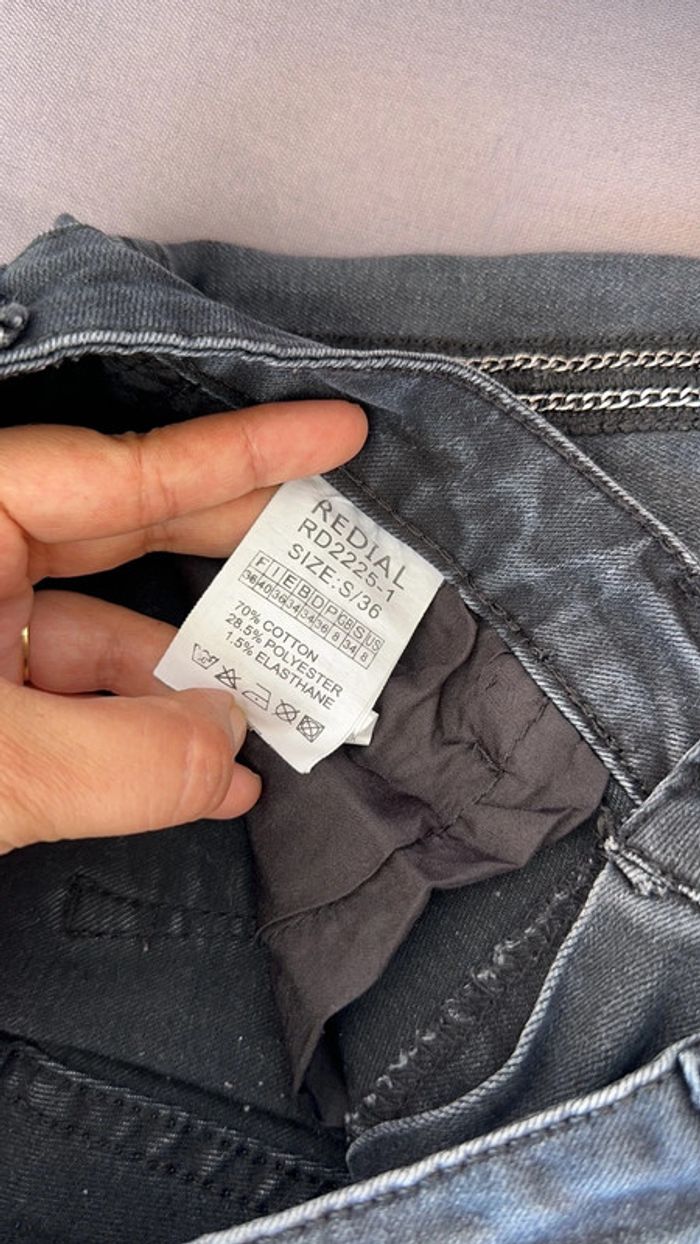 REDIAL
RD2225-1
SIZE: S/36
F I E B D P GB S US
36 40 36 34 34 36 8 34 8
70% COTTON
28.5% POLYESTER
1.5% ELASTHANE